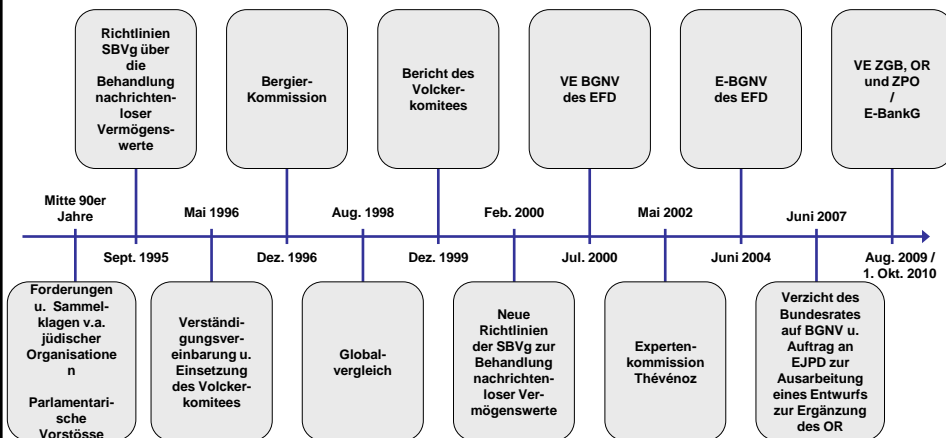 Richtlinien
SBVg über
die
Behandlung
nachrichten-
loser
Vermögens-
werte
Bergier-
Kommission
Bericht des
Volcker-
komitees
VE BGNV
des EFD
E-BGNV
des EFD
VE ZGB, OR
und ZPO
/
E-BankG
Mitte 90er
Jahre
Mai 1996
Aug. 1998
Feb. 2000
Mai 2002
Juni 2007
Sept. 1995
Dez. 1996
Dez. 1999
Jul. 2000
Juni 2004
Aug. 2009 /
1. Okt. 2010
Forderungen
u. Sammel-
klagen v.a.
jüdischer
Organisatione
n
Parlamentari-
sche
Vorstösse
Verständi-
gungsver-
einbarung u.
Einsetzung
des Volcker-
komitees
Global-
vergleich
Neue
Richtlinien
der SBVg zur
Behandlung
nachrichten-
loser Ver-
mögenswerte
Experten-
kommission
Thévénoz
Verzicht des
Bundesrates
auf BGNV u.
Auftrag an
EJPD zur
Ausarbeitung
eines Entwurfs
zur Ergänzung
des OR